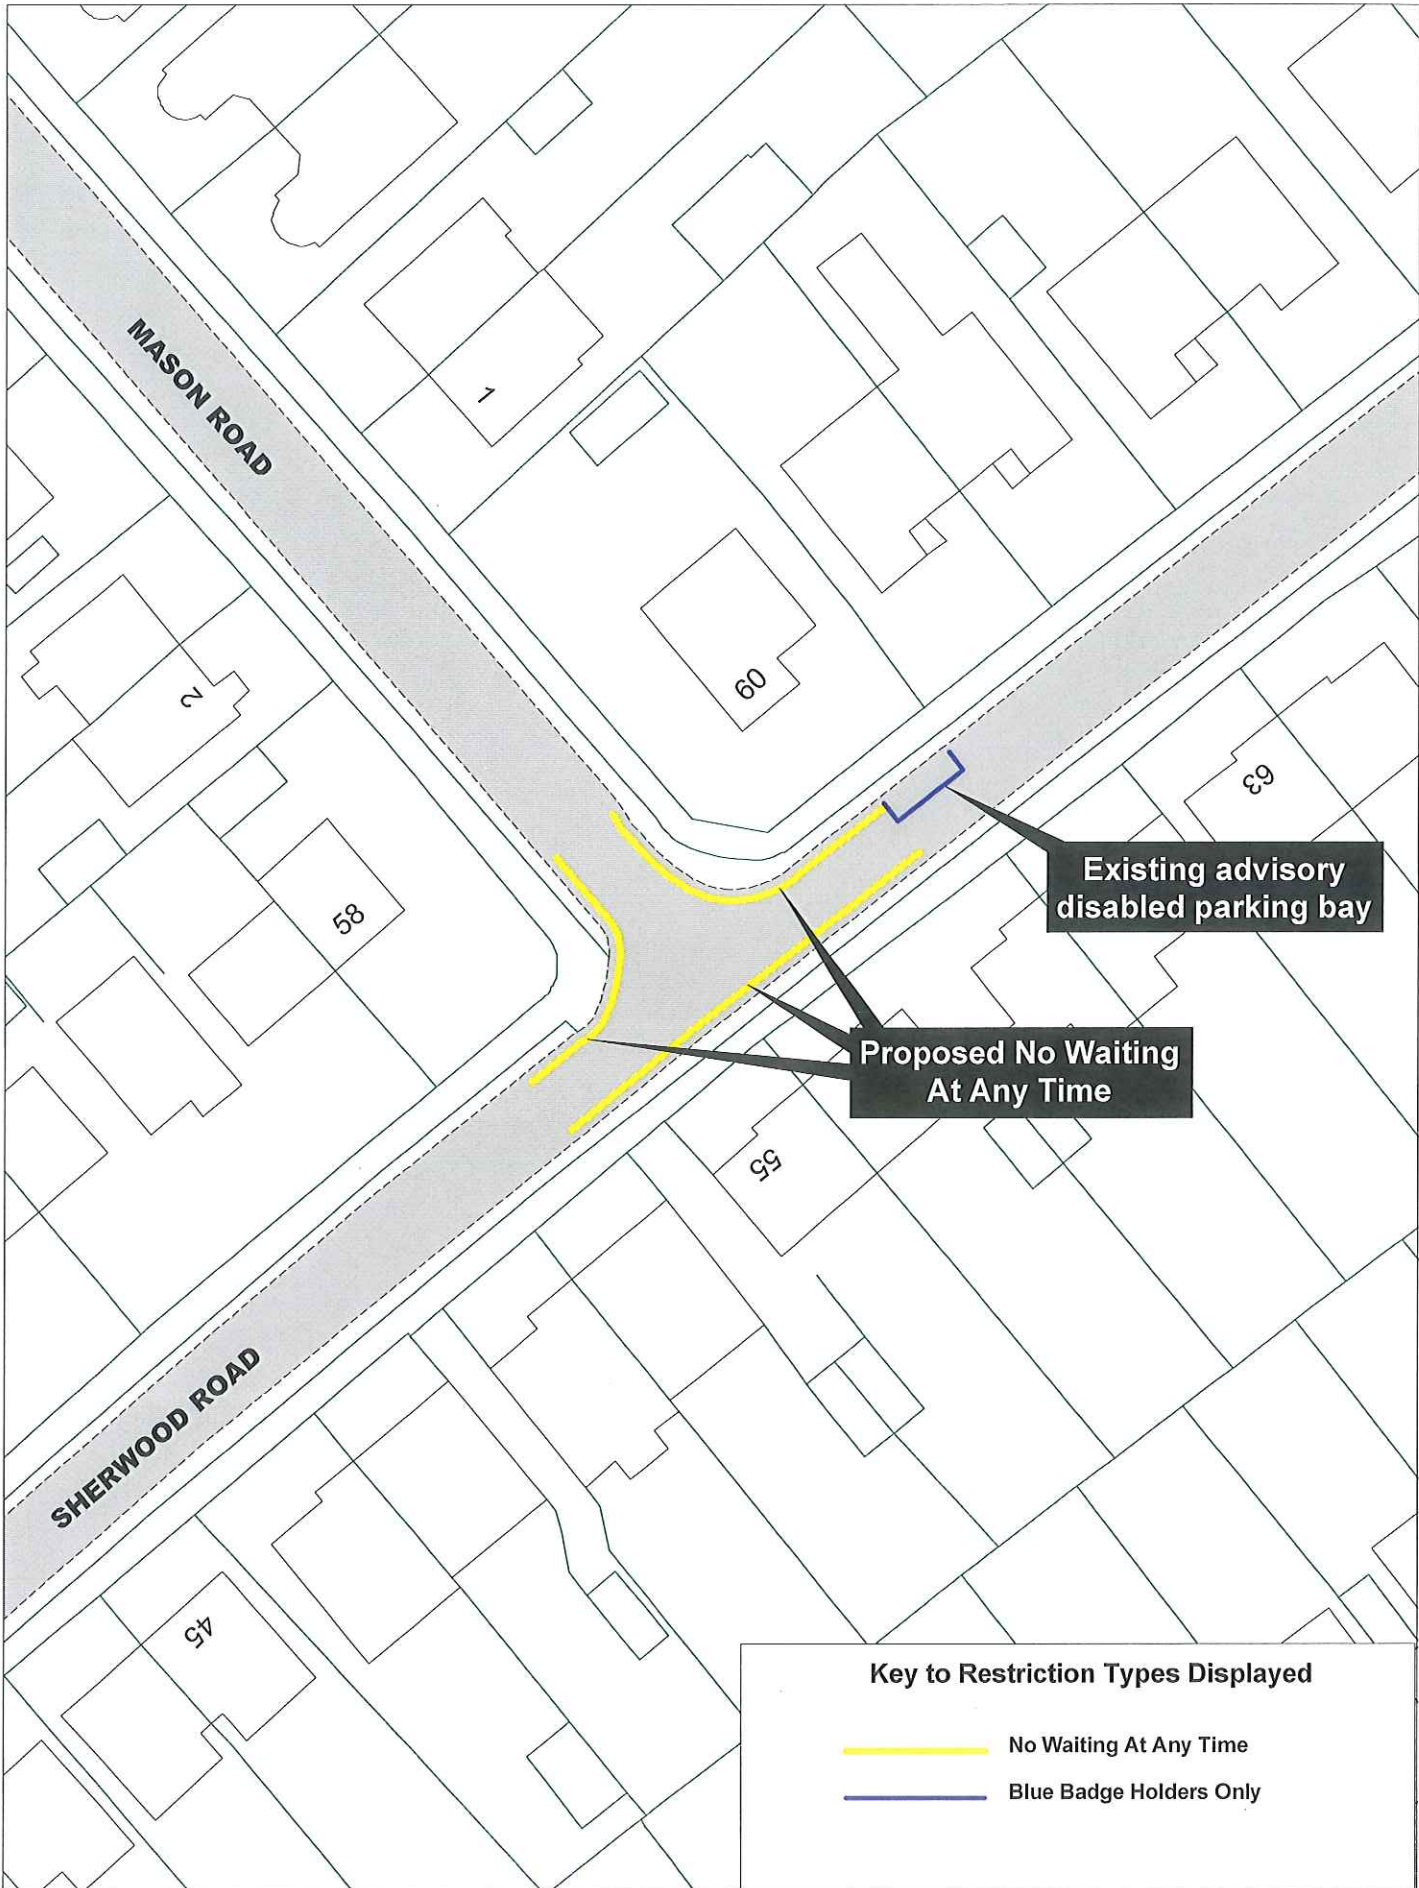 MASON ROAD
1
2
60
63
58
Existing advisory
disabled parking bay
Proposed No Waiting
At Any Time
55
SHERWOOD ROAD
45
Key to Restriction Types Displayed
No Waiting At Any Time
Blue Badge Holders Only